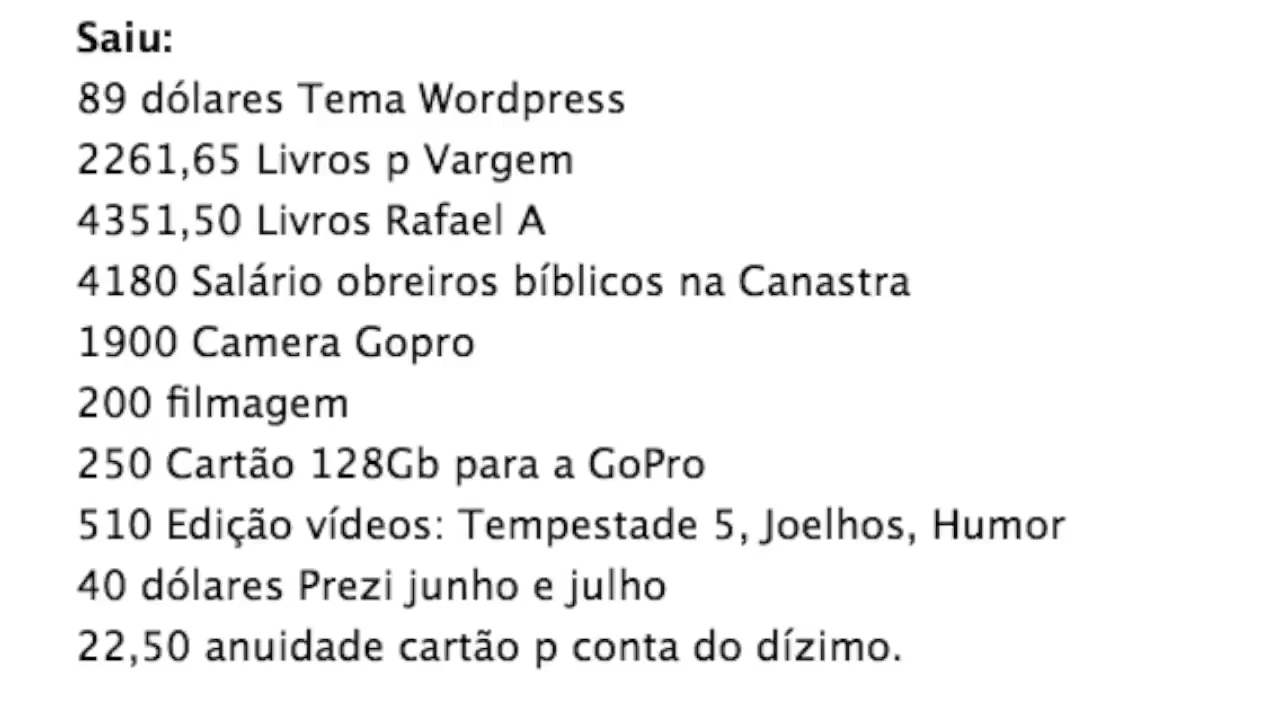 Saiu:
89 dólares Tema Wordpress
2261,65 Livros p Vargem
4351,50 Livros Rafael A
4180 Salário obreiros bíblicos na Canastra
1900 Camera Gopro
200 filmagem
250 Cartão 128Gb para a GoPro
510 Edição vídeos: Tempestade 5, Joelhos, Humor
40 dólares Prezi junho e julho
22,50 anuidade cartão p conta do dízimo.